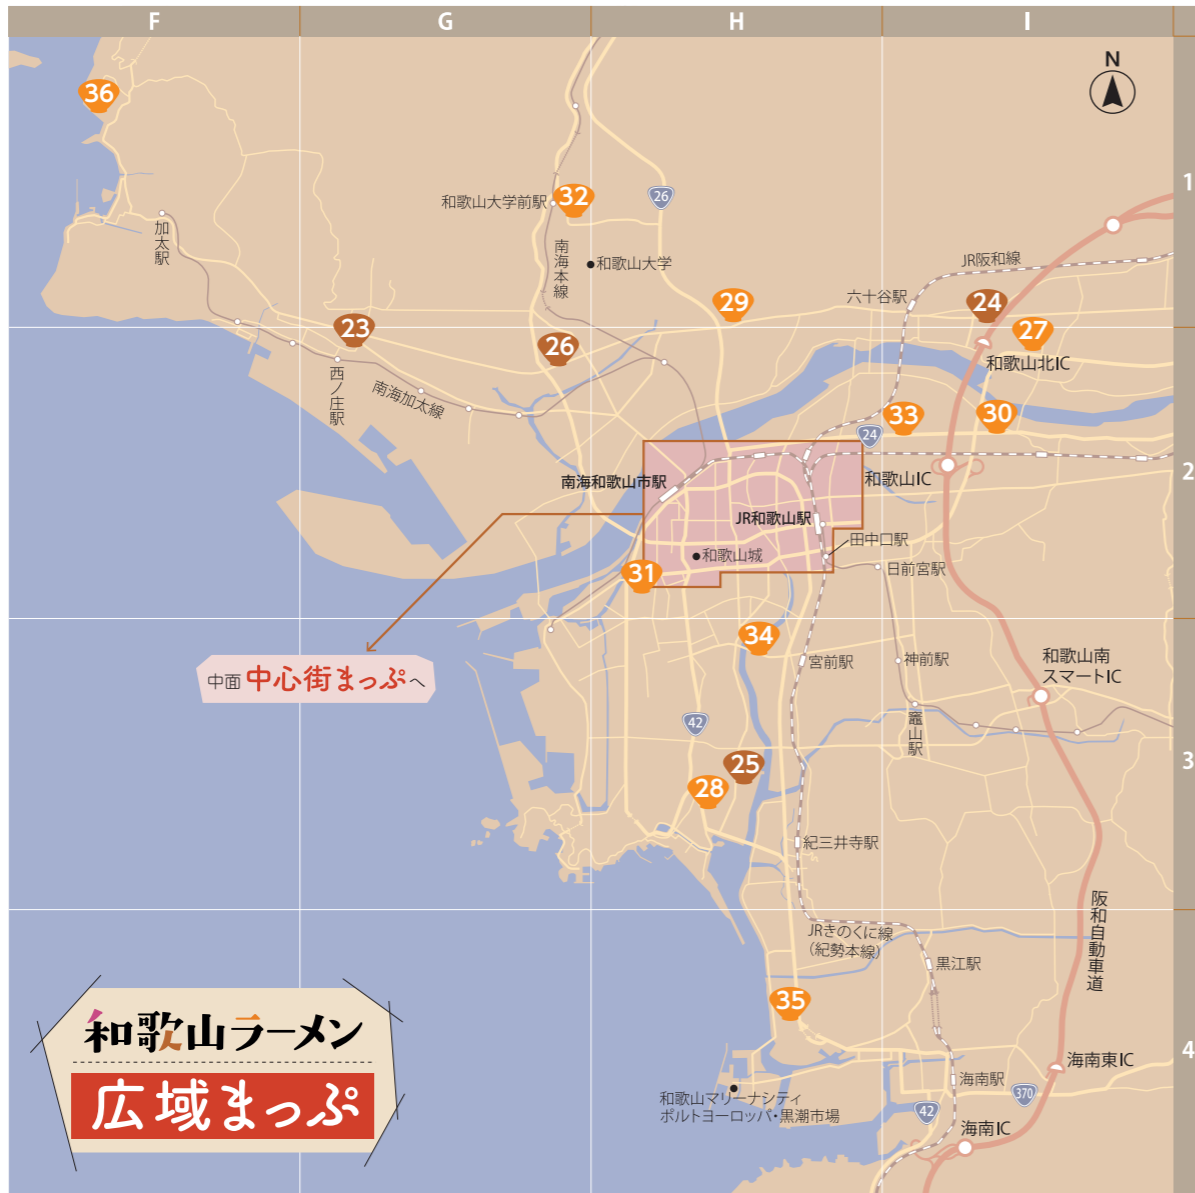 F
G
H
I
N
36
1
32
和歌山大学前駅
26
加太駅
南海本線
和歌山大学
JR阪和線
六十谷駅
29
24
23
27
26
和歌山北IC
西ノ庄駅
南海加太線
33
30
24
2
南海和歌山市駅
和歌山IC
JR和歌山駅
田中口駅
和歌山城
日前宮駅
31
34
宮前駅
神前駅
和歌山南
スマートIC
中面 中心街まっぷへ
42
竈山駅
25
3
28
紀三井寺駅
阪和自動車道
JRきのくに線
(紀勢本線)
黒江駅
35
和歌山ラーメン
広域まっぷ
4
海南東IC
海南駅
370
和歌山マリーナシティ
ポルトヨーロッパ・黒潮市場
42
海南IC